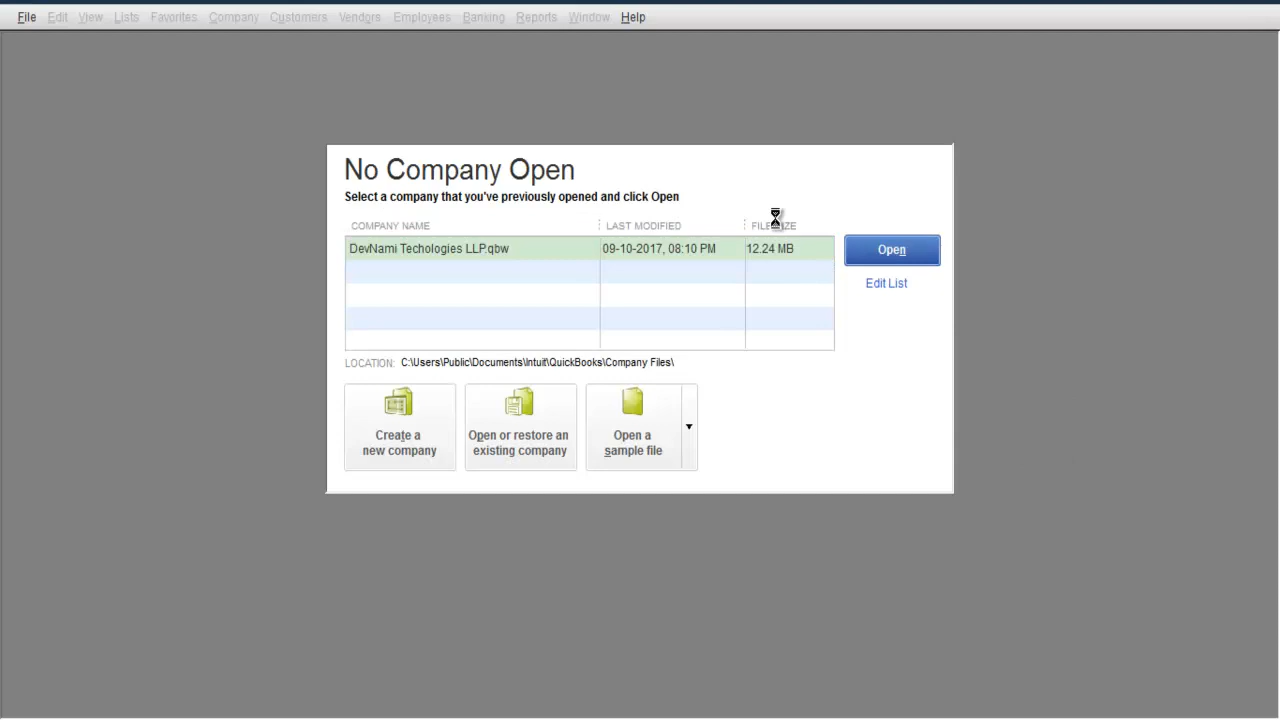 File Edit View Lists Favorites Company Customers Vendors Employees Banking Reports Window Help
No Company Open
Select a company that you've previously opened and click Open
COMPANY NAME LAST MODIFIED FILE SIZE
DevNami Techologies LLP.qbw 09-10-2017, 08:10 PM 12.24 MB
Open
Edit List
LOCATION: C:\Users\Public\Documents\Intuit\QuickBooks\Company Files\
Create a
new company
Open or restore an
existing company
Open a
sample file